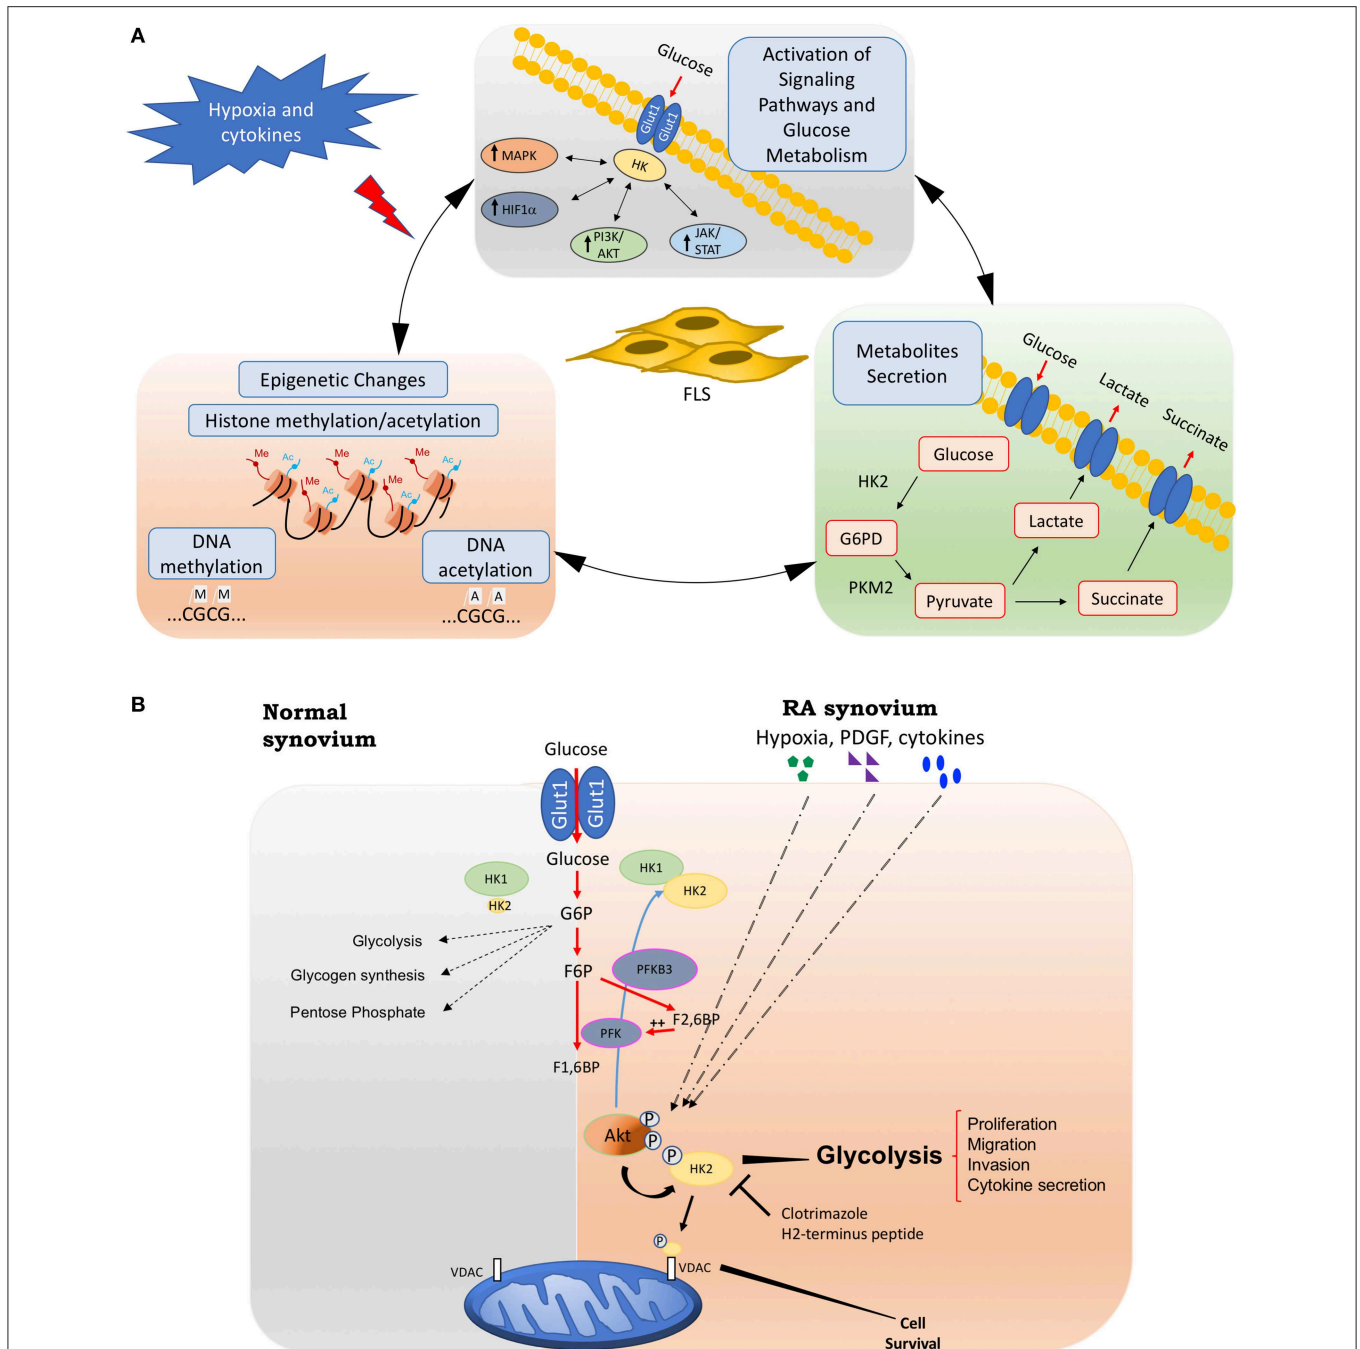 A
Hypoxia and
cytokines
Glucose
Glut1
Glut1
HK
MAPK
HIF1α
PI3K/
AKT
JAK/
STAT
Activation of
Signaling
Pathways and
Glucose
Metabolism
FLS
Epigenetic Changes
Histone methylation/acetylation
Me
Ac
Me
Ac
Me
Ac
Me
Ac
Me
Ac
DNA
methylation
M M
...CGCG...
DNA
acetylation
A A
...CGCG...
Metabolites
Secretion
Glucose
Lactate
Succinate
Glucose
HK2
G6PD
PKM2
Pyruvate
Lactate
Succinate
B
Normal
synovium
RA synovium
Hypoxia, PDGF, cytokines
Glucose
Glut1
Glut1
Glucose
HK1
HK2
HK1
HK2
G6P
Glycolysis
Glycogen synthesis
Pentose Phosphate
F6P
PFKB3
F2,6BP
++
PFK
F1,6BP
Akt
P
P
P
HK2
Glycolysis
Proliferation
Migration
Invasion
Cytokine secretion
Clotrimazole
H2-terminus peptide
P
VDAC
VDAC
Cell
Survival